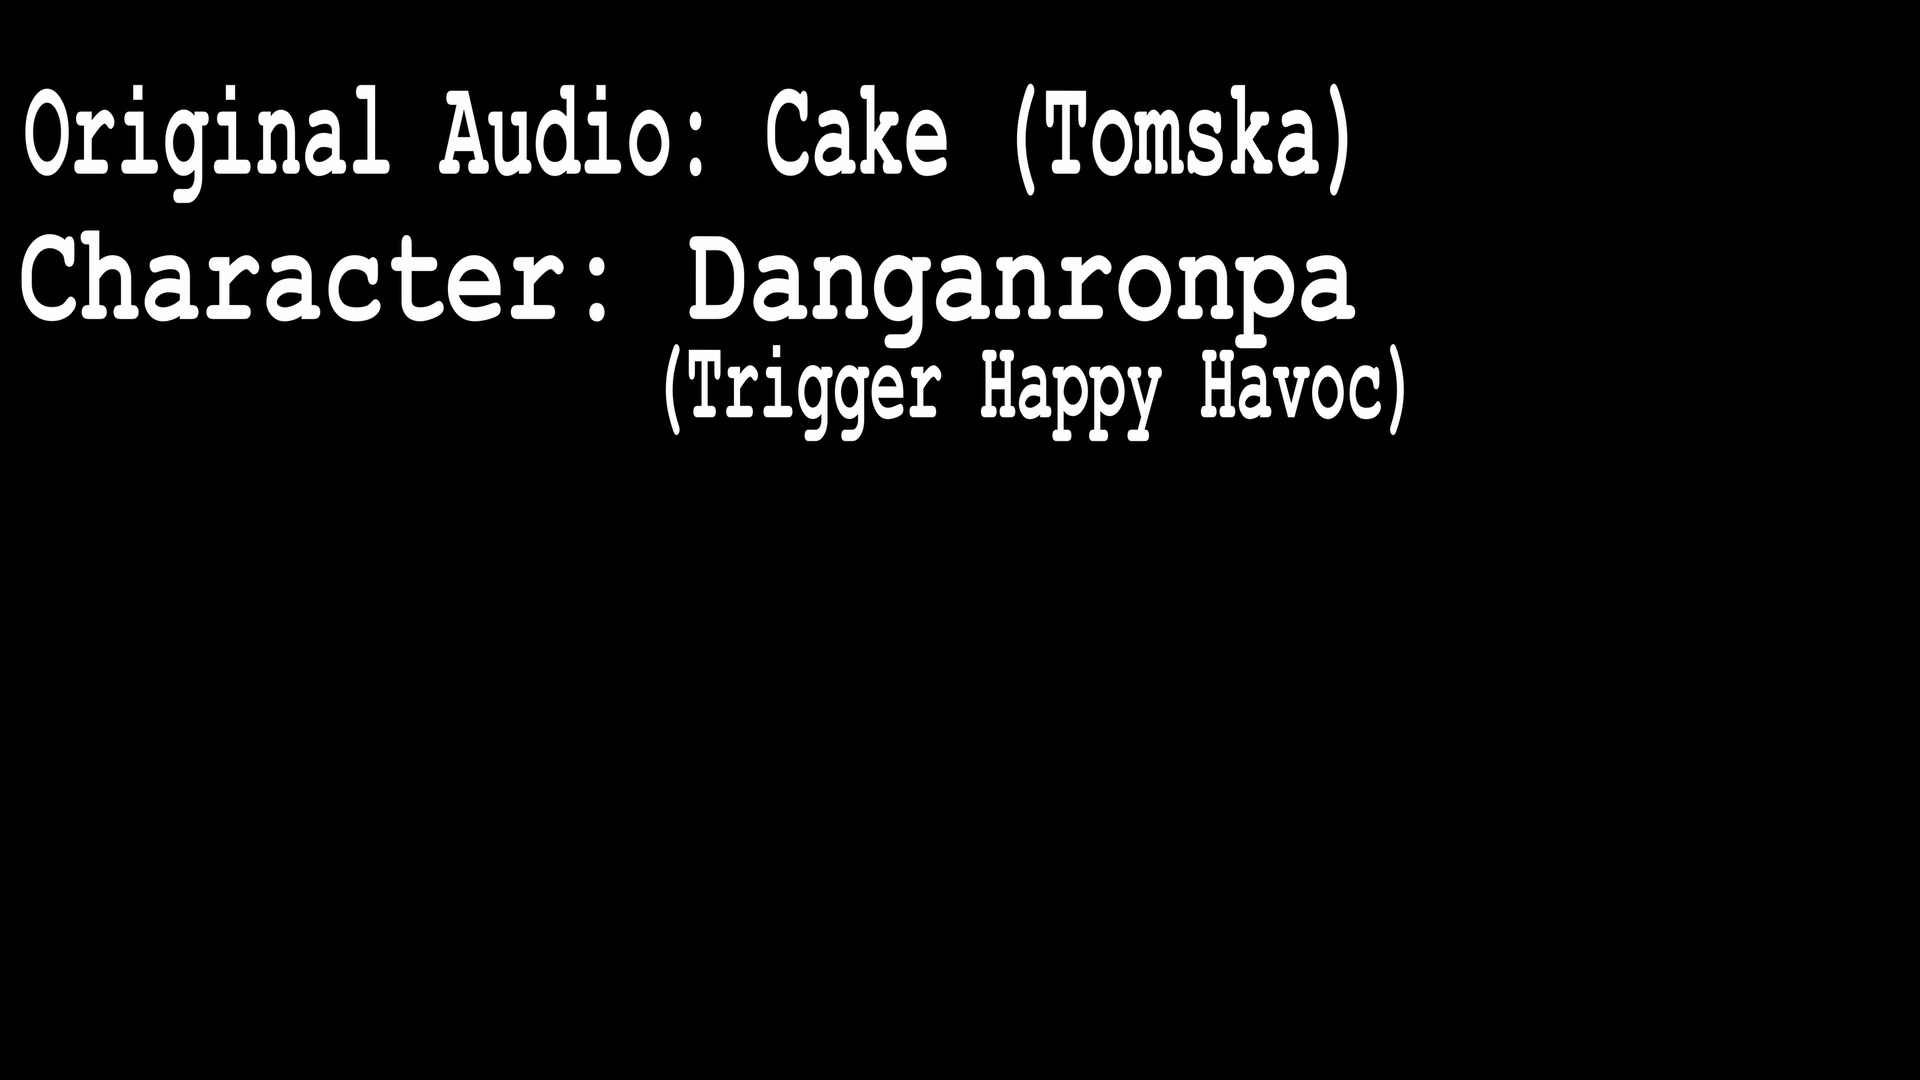 Original Audio: Cake (Tomska)
Character: Danganronpa
(Trigger Happy Havoc)